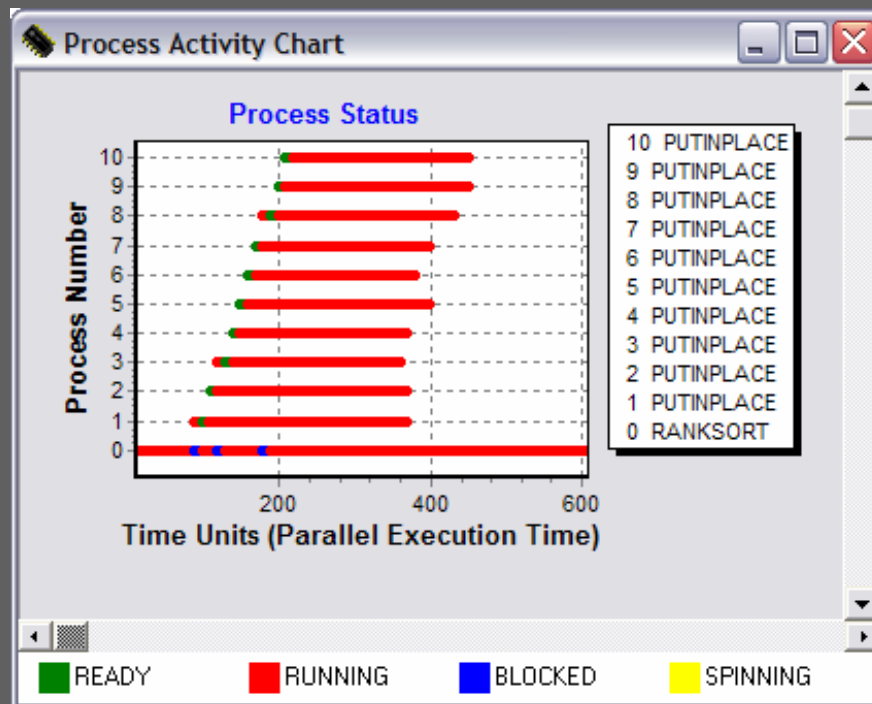 Process Activity Chart
Process Status
Process Number
10
9
8
7
6
5
4
3
2
1
0
200 400 600
Time Units (Parallel Execution Time)
10 PUTINPLACE
9 PUTINPLACE
8 PUTINPLACE
7 PUTINPLACE
6 PUTINPLACE
5 PUTINPLACE
4 PUTINPLACE
3 PUTINPLACE
2 PUTINPLACE
1 PUTINPLACE
0 RANKSORT
READY RUNNING BLOCKED SPINNING